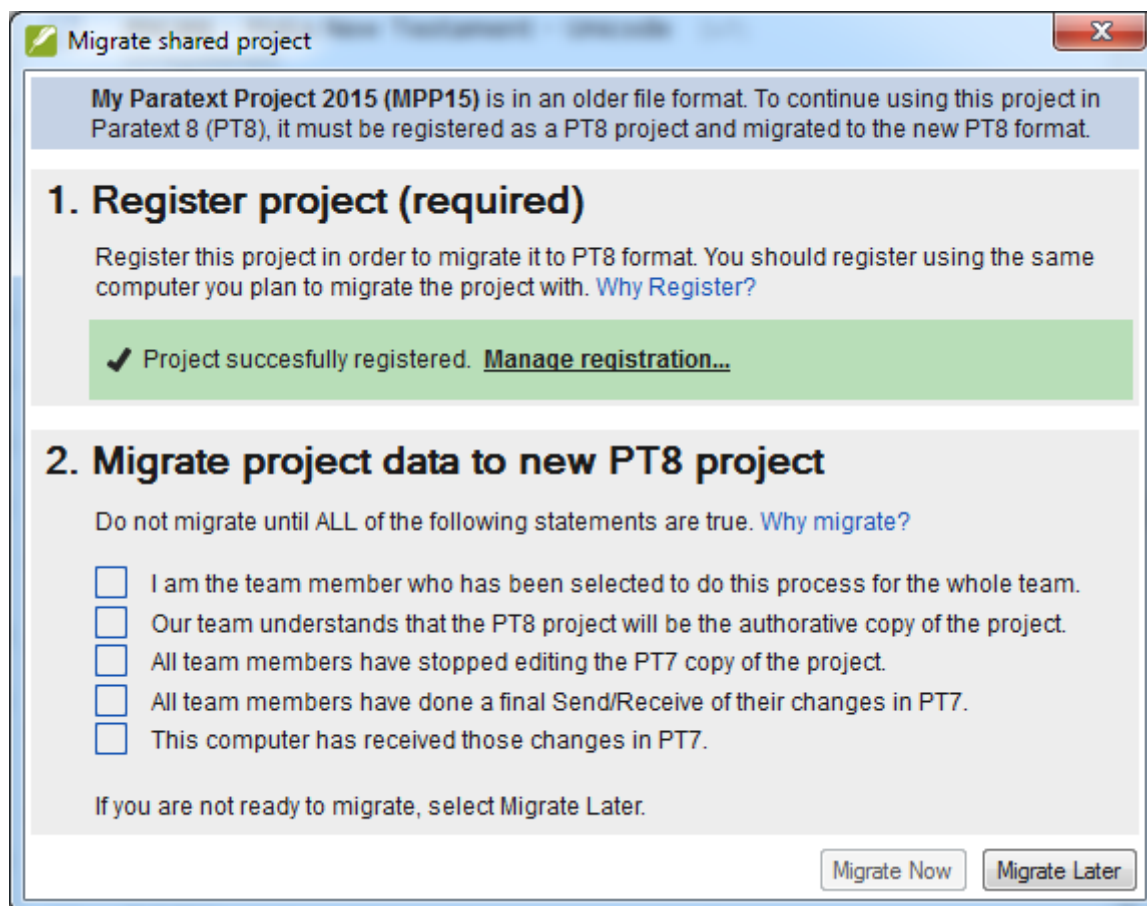 Migrate shared project
My Paratext Project 2015 (MPP15) is in an older file format. To continue using this project in
Paratext 8 (PT8), it must be registered as a PT8 project and migrated to the new PT8 format.
1. Register project (required)
Register this project in order to migrate it to PT8 format. You should register using the same
computer you plan to migrate the project with. Why Register?
✔ Project succesfully registered. Manage registration...
2. Migrate project data to new PT8 project
Do not migrate until ALL of the following statements are true. Why migrate?
I am the team member who has been selected to do this process for the whole team.
Our team understands that the PT8 project will be the authorative copy of the project.
All team members have stopped editing the PT7 copy of the project.
All team members have done a final Send/Receive of their changes in PT7.
This computer has received those changes in PT7.
If you are not ready to migrate, select Migrate Later.
Migrate Now Migrate Later